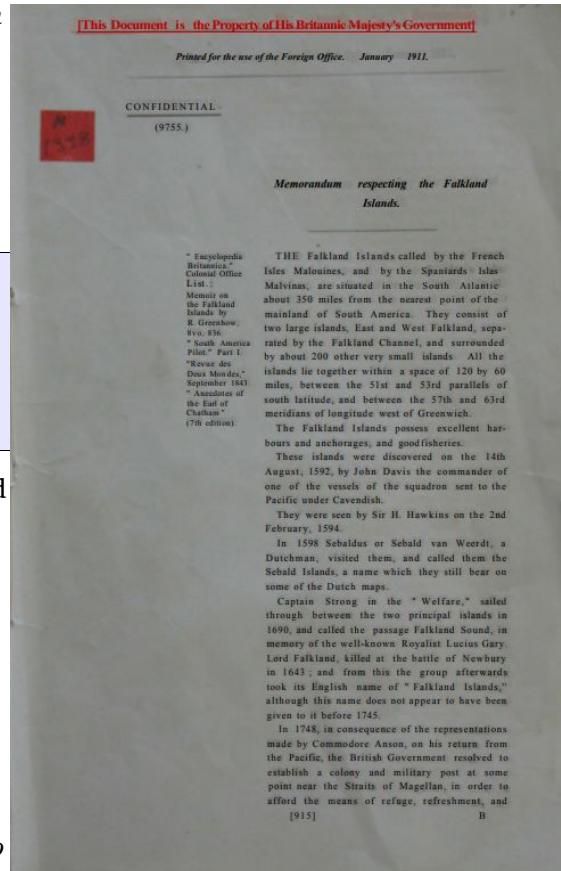 [This Document is the Property of His Britannic Majesty's Government]
Printed for the use of the Foreign Office. January 1911.
CONFIDENTIAL
(9755.)
Memorandum respecting the Falkland
Islands.
" Encyclopedia
Britannica."
Colonial Office
List. :
Memoir on
the Falkland
Islands by
R. Greenhow,
8vo, 836.
" South America
Pilot." Part I.
"Revue des
Deux Mondes,"
September 1843.
" Anecdotes of
the Earl of
Chatham "
(7th edition).
THE Falkland Islands called by the French
Isles Malouines, and by the Spaniards Islas
Malvinas, are situated in the South Atlantic
about 350 miles from the nearest point of the
mainland of South America. They consist of
two large islands, East and West Falkland, sepa-
rated by the Falkland Channel, and surrounded
by about 200 other very small islands. All the
islands lie together within a space of 120 by 60
miles, between the 51st and 53rd parallels of
south latitude, and between the 57th and 63rd
meridians of longitude west of Greenwich.
The Falkland Islands possess excellent har-
bours and anchorages, and good fisheries.
These islands were discovered on the 14th
August, 1592, by John Davis the commander of
one of the vessels of the squadron sent to the
Pacific under Cavendish.
They were seen by Sir H. Hawkins on the 2nd
February, 1594.
In 1598 Sebaldus or Sebald van Weerdt, a
Dutchman, visited them, and called them the
Sebald Islands, a name which they still bear on
some of the Dutch maps.
Captain Strong in the " Welfare," sailed
through between the two principal islands in
1690, and called the passage Falkland Sound, in
memory of the well-known Royalist Lucius Gary.
Lord Falkland, killed at the battle of Newbury
in 1643 ; and from this the group afterwards
took its English name of " Falkland Islands,"
although this name does not appear to have been
given to it before 1745.
In 1748, in consequence of the representations
made by Commodore Anson, on his return from
the Pacific, the British Government resolved to
establish a colony and military post at some
point near the Straits of Magellan, in order to
afford the means of refuge, refreshment, and
[915] B